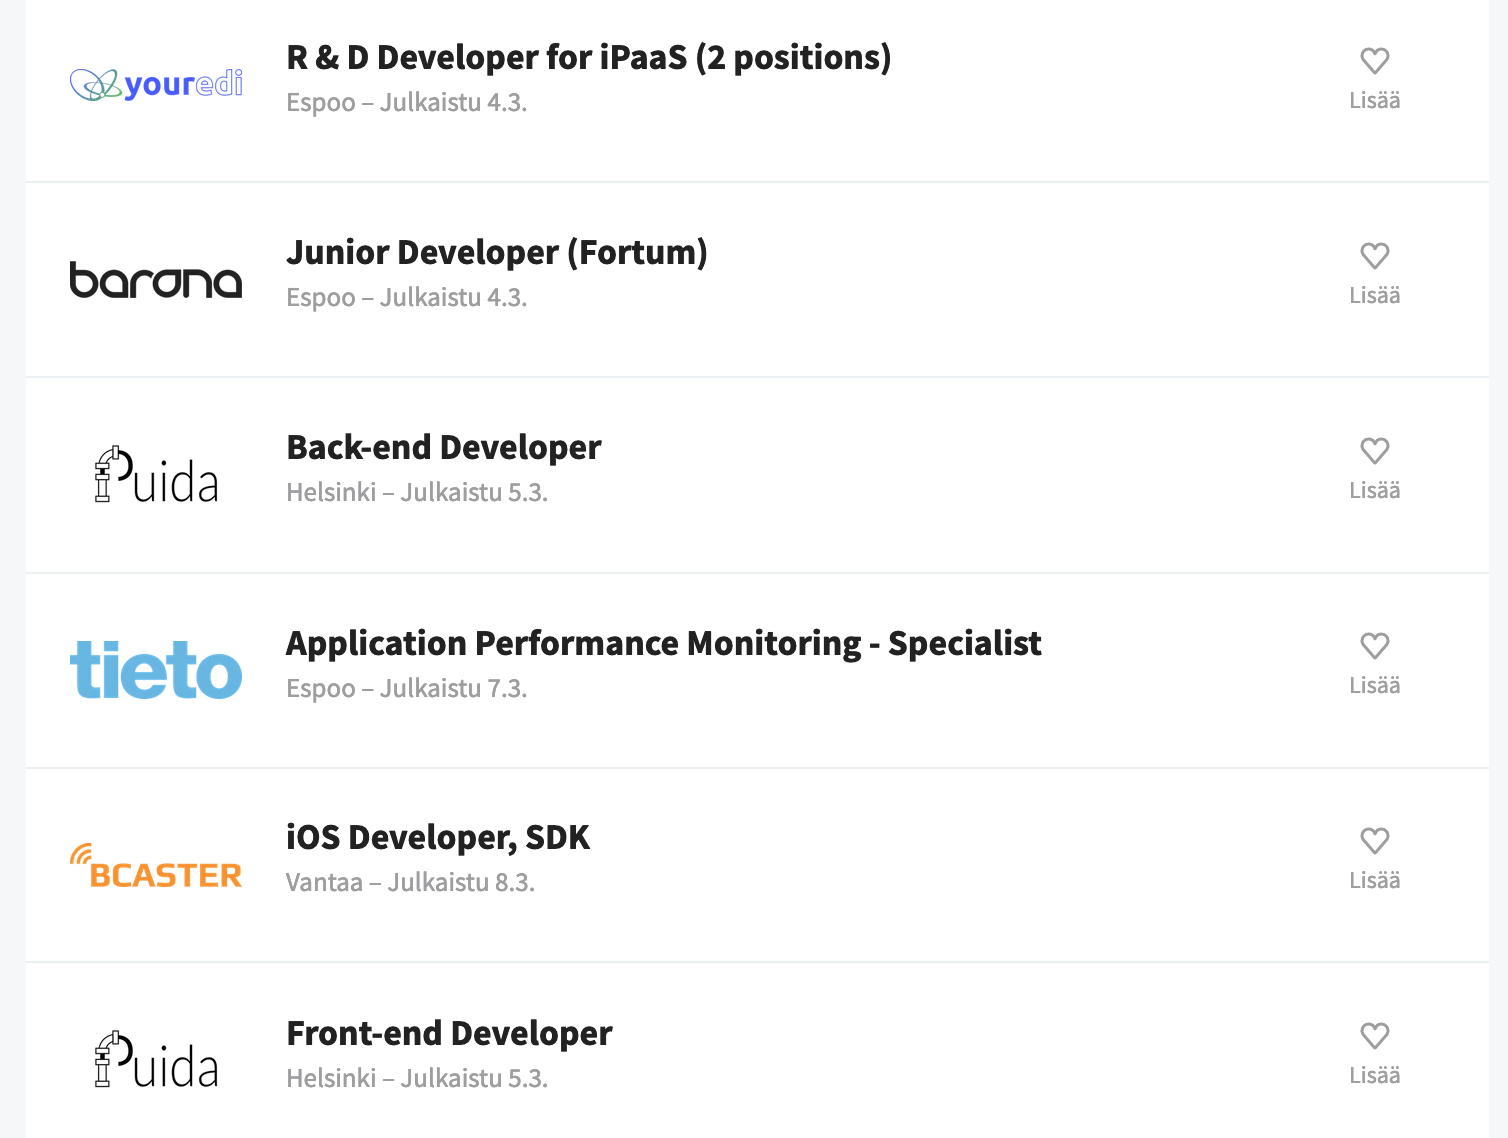 youredi
R & D Developer for iPaaS (2 positions)
Espoo – Julkaistu 4.3.
Lisää
barona
Junior Developer (Fortum)
Espoo – Julkaistu 4.3.
Lisää
Puida
Back-end Developer
Helsinki – Julkaistu 5.3.
Lisää
tieto
Application Performance Monitoring - Specialist
Espoo – Julkaistu 7.3.
Lisää
BCASTER
iOS Developer, SDK
Vantaa – Julkaistu 8.3.
Lisää
Puida
Front-end Developer
Helsinki – Julkaistu 5.3.
Lisää